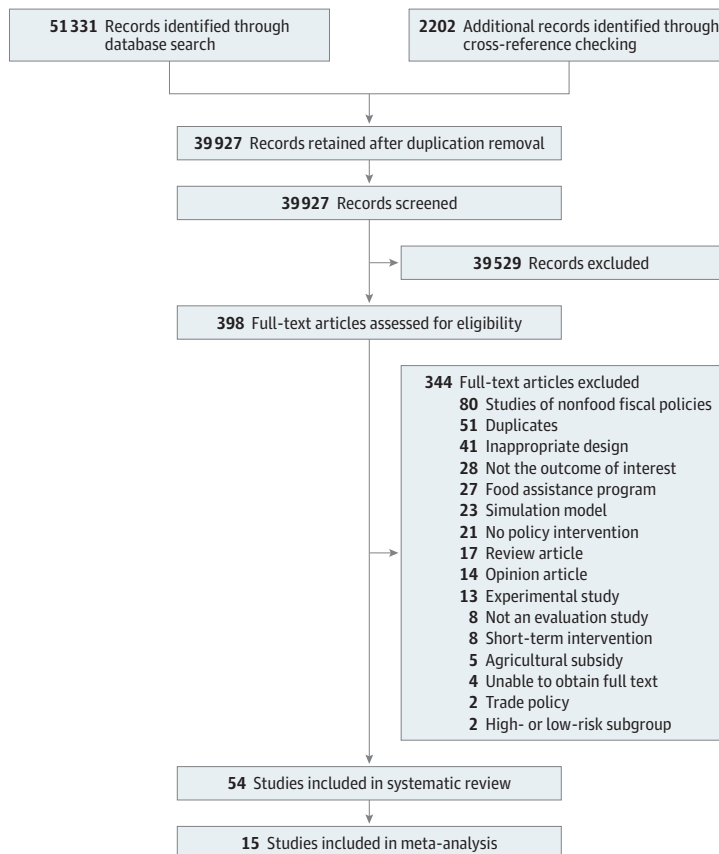 51331 Records identified through
database search
2202 Additional records identified through
cross-reference checking
39927 Records retained after duplication removal
39927 Records screened
39529 Records excluded
398 Full-text articles assessed for eligibility
344 Full-text articles excluded
80 Studies of nonfood fiscal policies
51 Duplicates
41 Inappropriate design
28 Not the outcome of interest
27 Food assistance program
23 Simulation model
21 No policy intervention
17 Review article
14 Opinion article
13 Experimental study
8 Not an evaluation study
8 Short-term intervention
5 Agricultural subsidy
4 Unable to obtain full text
2 Trade policy
2 High- or low-risk subgroup
54 Studies included in systematic review
15 Studies included in meta-analysis